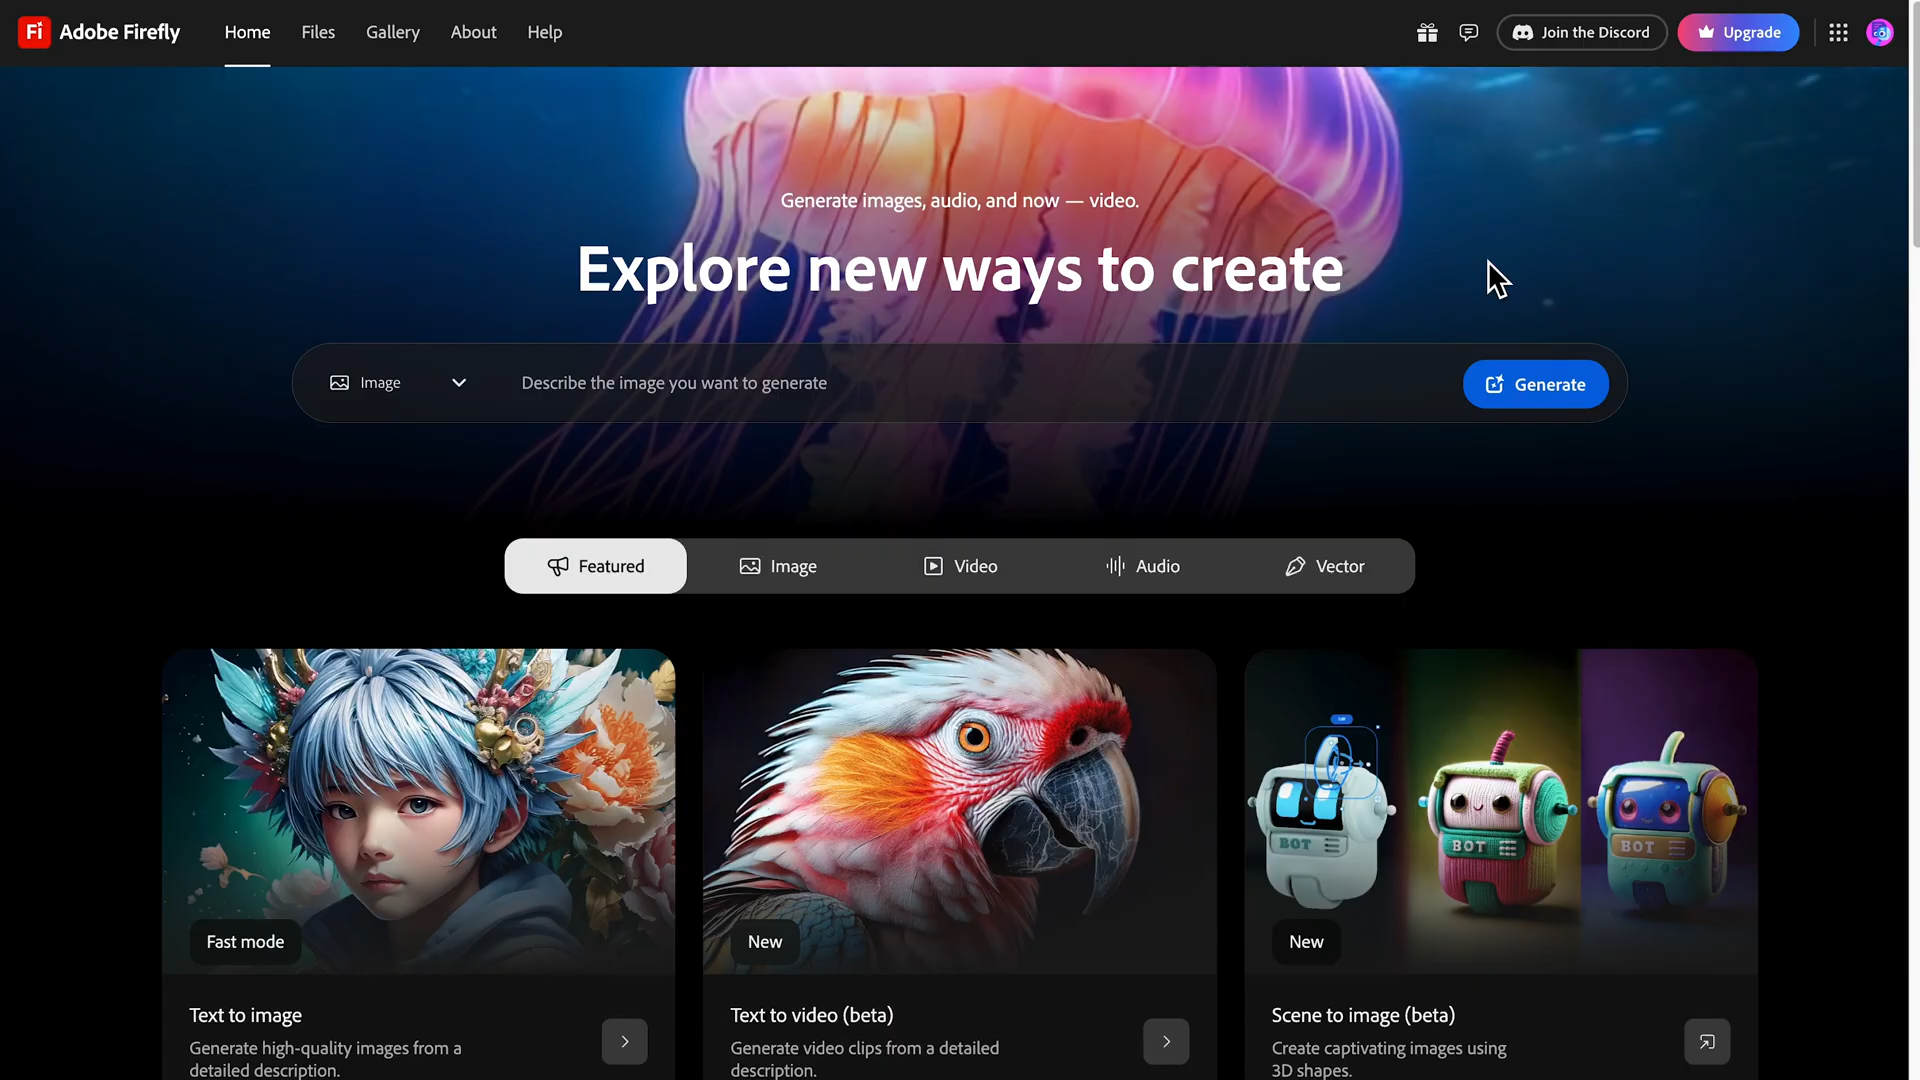 Fi Adobe Firefly Home Files Gallery About Help Join the Discord Upgrade
Generate images, audio, and now — video.
Explore new ways to create
Image Describe the image you want to generate Generate
Featured Image Video Audio Vector
BOT BOT BOT
Fast mode New New
Text to image
Generate high-quality images from a
detailed description.
Text to video (beta)
Generate video clips from a detailed
description.
Scene to image (beta)
Create captivating images using
3D shapes.